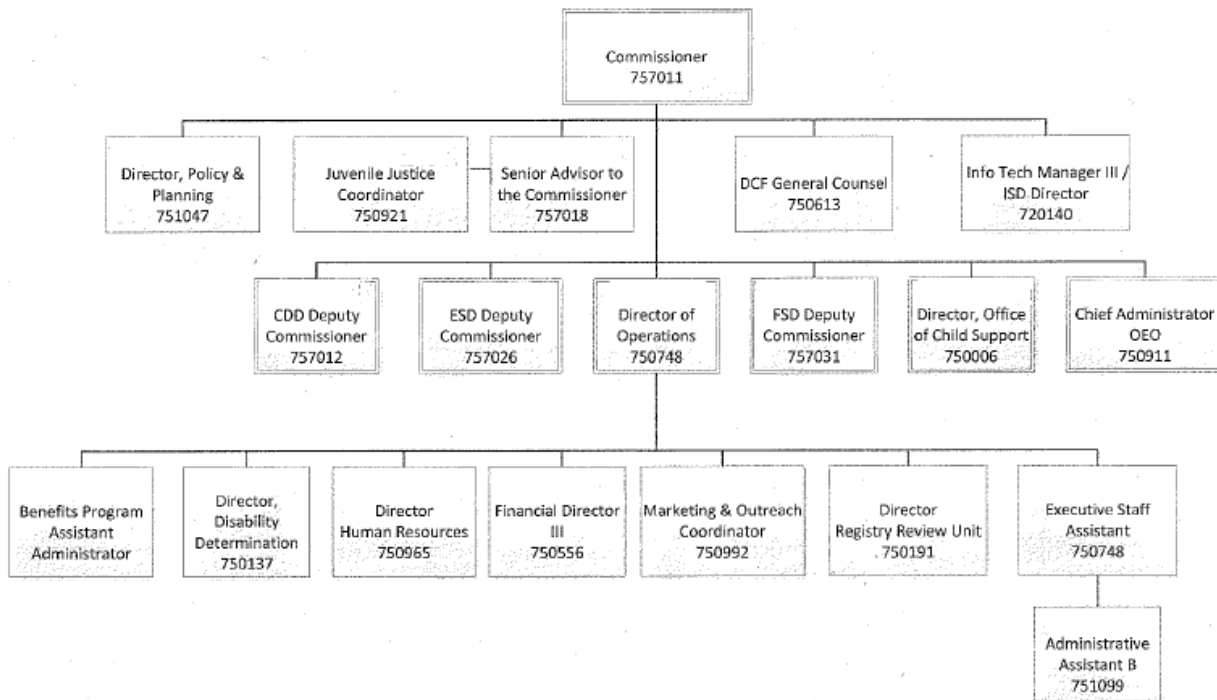 Commissioner
757011
Director, Policy &
Planning
751047
Juvenile Justice
Coordinator
750921
Senior Advisor to
the Commissioner
757018
DCF General Counsel
750613
Info Tech Manager III /
ISD Director
720140
CDD Deputy
Commissioner
757012
ESD Deputy
Commissioner
757026
Director of
Operations
750748
FSD Deputy
Commissioner
757031
Director, Office
of Child Support
750006
Chief Administrator
OEO
750911
Benefits Program
Assistant
Administrator
Director,
Disability
Determination
750137
Director
Human Resources
750965
Financial Director
III
750556
Marketing & Outreach
Coordinator
750992
Director
Registry Review Unit
750191
Executive Staff
Assistant
750748
Administrative
Assistant B
751099